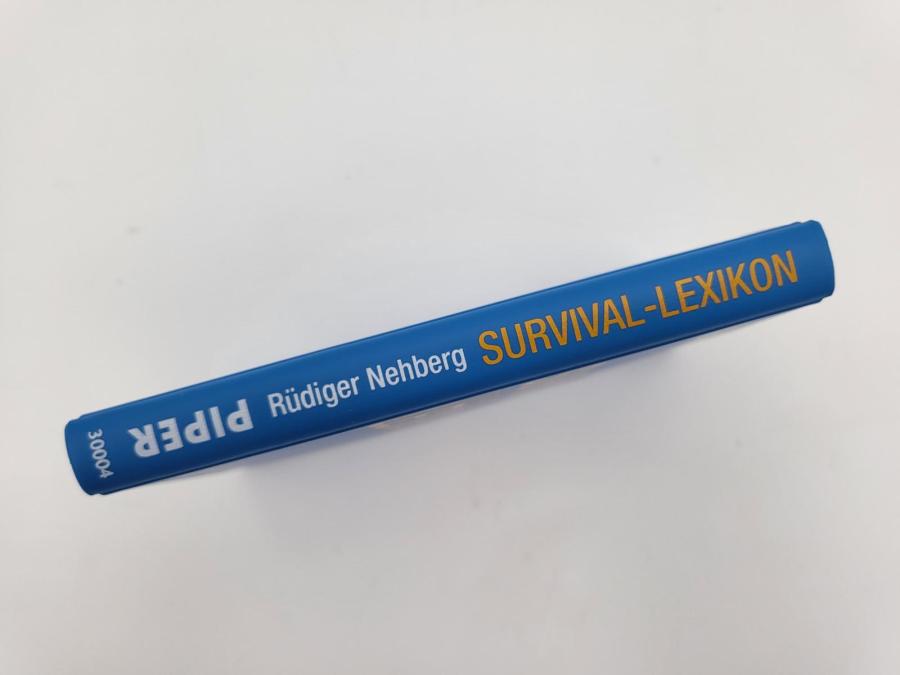 30004
PIPER
Rüdiger Nehberg
SURVIVAL-LEXIKON